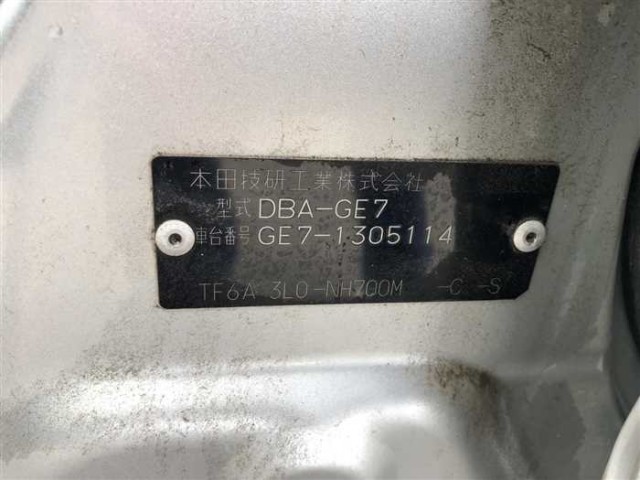 本田技研工業株式会社
型式 DBA-GE7
車台番号 GE7-1305114
TF6A 3L0-NH700M -C -S